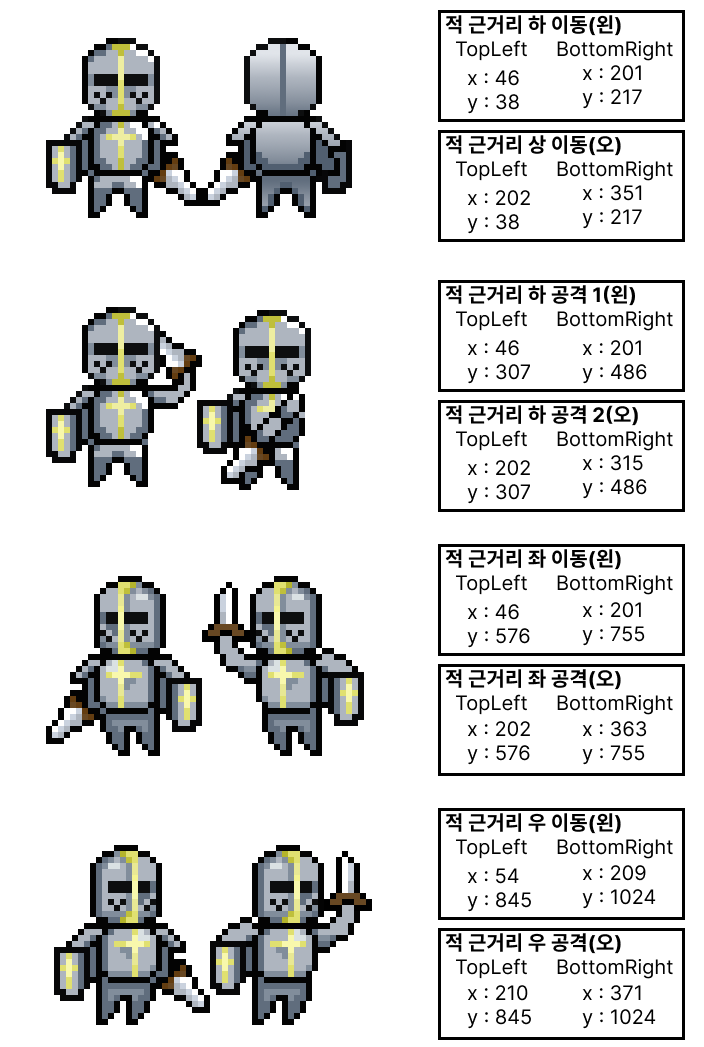 적 근거리 하 이동(왼)
TopLeft BottomRight
x : 46 x : 201
y : 38 y : 217
적 근거리 상 이동(오)
TopLeft BottomRight
x : 202 x : 351
y : 38 y : 217
적 근거리 하 공격 1(왼)
TopLeft BottomRight
x : 46 x : 201
y : 307 y : 486
적 근거리 하 공격 2(오)
TopLeft BottomRight
x : 202 x : 315
y : 307 y : 486
적 근거리 좌 이동(왼)
TopLeft BottomRight
x : 46 x : 201
y : 576 y : 755
적 근거리 좌 공격(오)
TopLeft BottomRight
x : 202 x : 363
y : 576 y : 755
적 근거리 우 이동(왼)
TopLeft BottomRight
x : 54 x : 209
y : 845 y : 1024
적 근거리 우 공격(오)
TopLeft BottomRight
x : 210 x : 371
y : 845 y : 1024